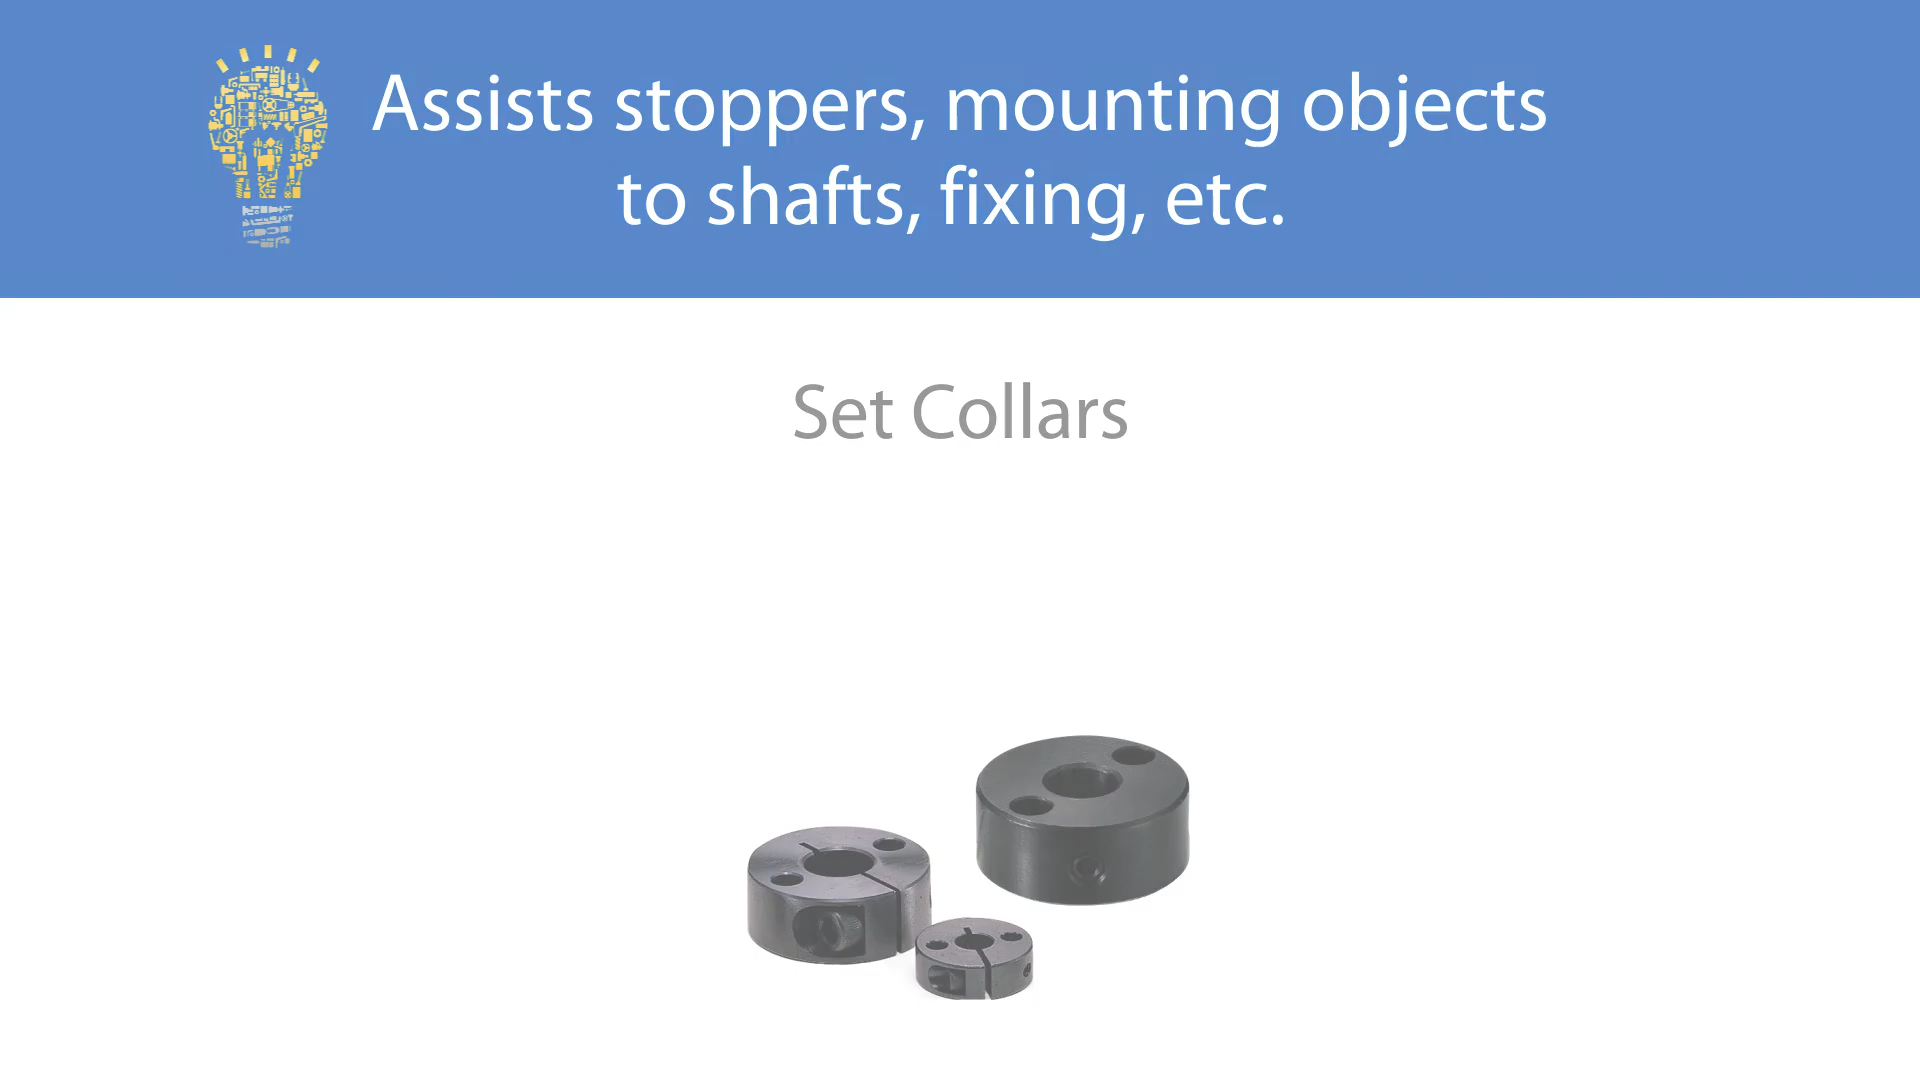 Assists stoppers, mounting objects
to shafts, fixing, etc.
Set Collars